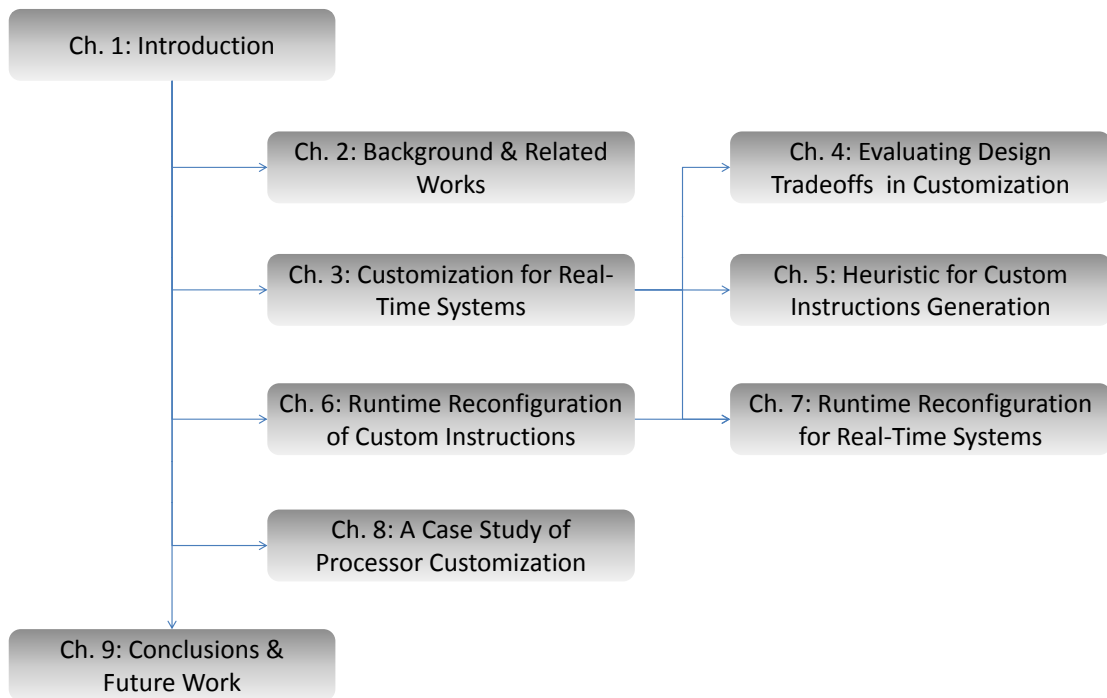 Ch. 1: Introduction
Ch. 2: Background & Related
Works
Ch. 4: Evaluating Design
Tradeoffs in Customization
Ch. 3: Customization for Real-
Time Systems
Ch. 5: Heuristic for Custom
Instructions Generation
Ch. 6: Runtime Reconfiguration
of Custom Instructions
Ch. 7: Runtime Reconfiguration
for Real-Time Systems
Ch. 8: A Case Study of
Processor Customization
Ch. 9: Conclusions &
Future Work